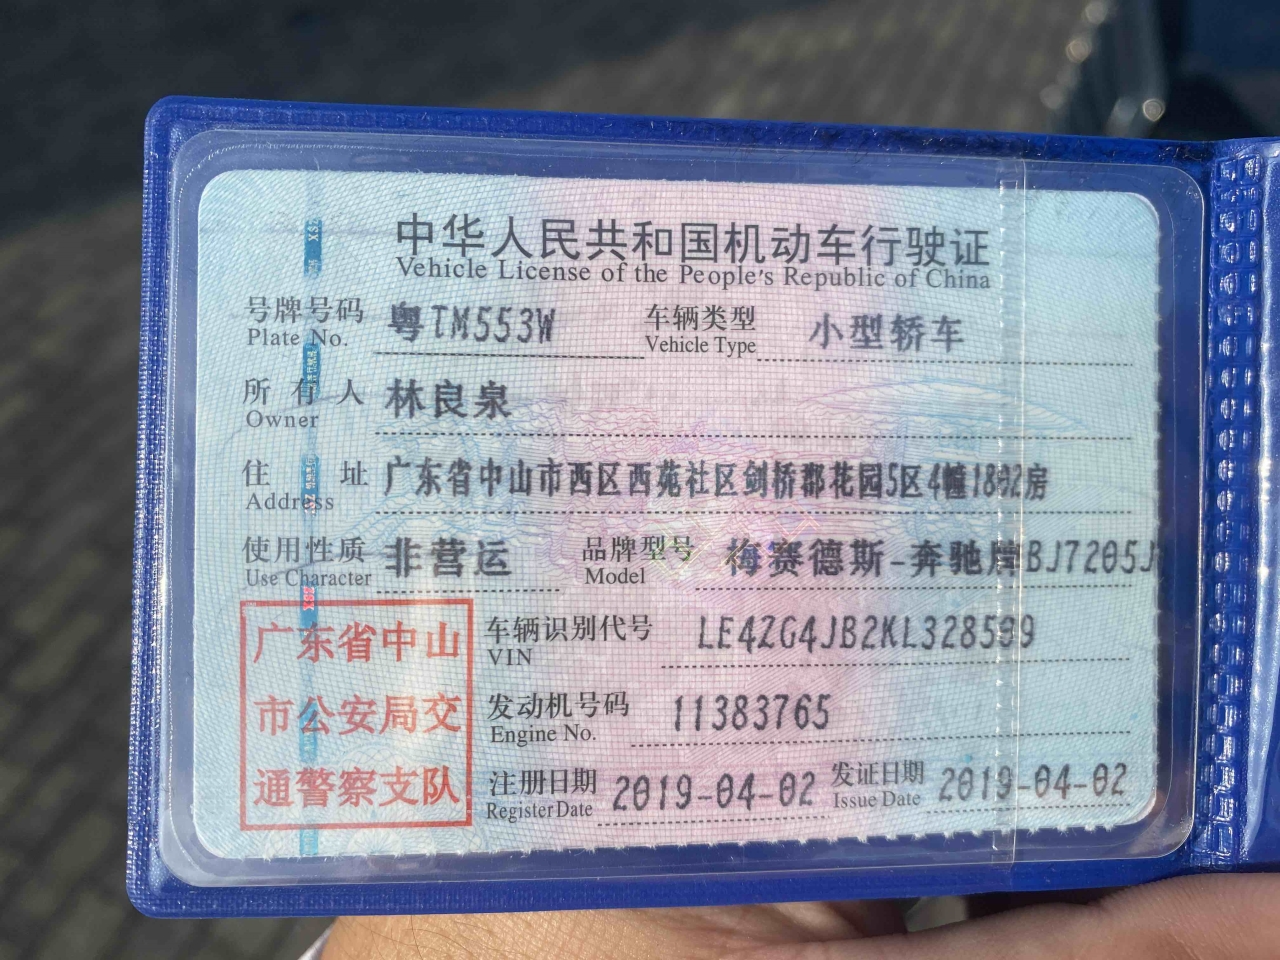 中华人民共和国机动车行驶证
Vehicle License of the People's Republic of China
号牌号码 粤TM553W 车辆类型 小型轿车
Plate No. Vehicle Type
所有人 林良泉
Owner
住址 广东省中山市西区西苑社区剑桥郡花园5区4幢1802房
Address
使用性质 非营运 品牌型号 梅赛德斯-奔驰牌BJ7205J
Use Character Model
广东省中山
市公安局交
通警察支队
车辆识别代号 LE4ZG4JB2KL328599
VIN
发动机号码 11383765
Engine No.
注册日期 2019-04-02 发证日期 2019-04-02
Register Date Issue Date